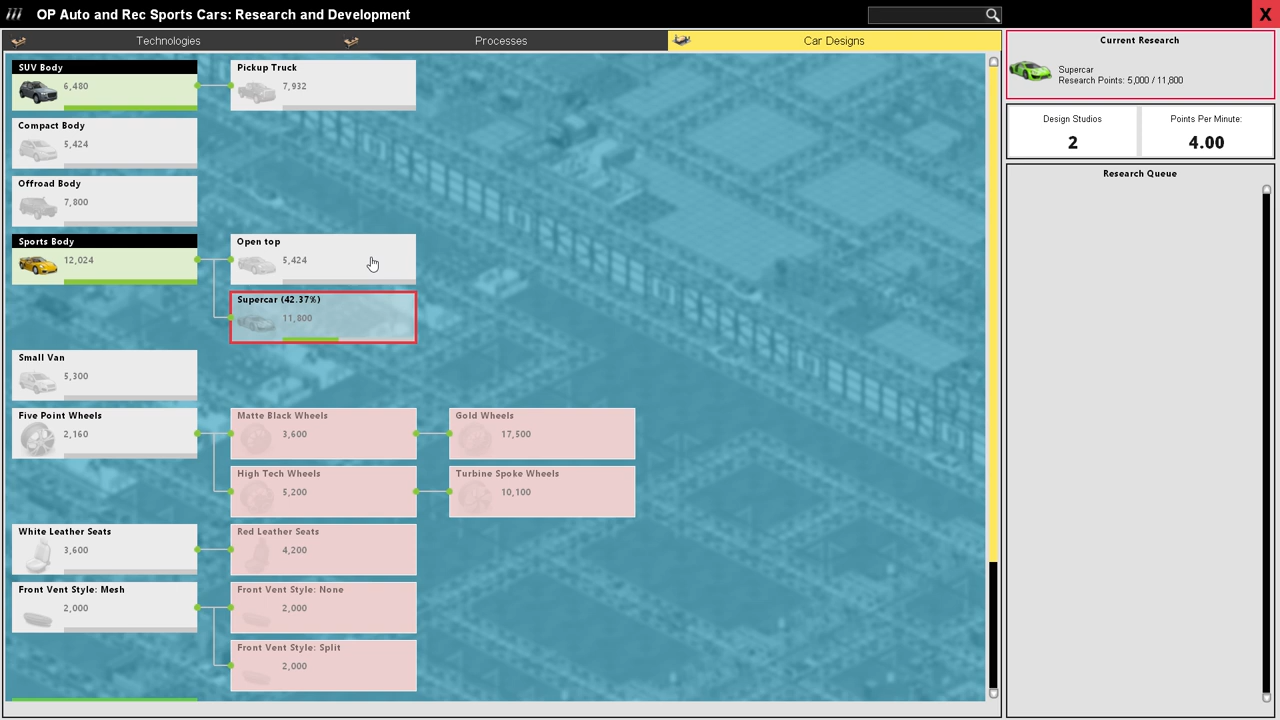 OP Auto and Rec Sports Cars: Research and Development
X
Technologies
Processes
Car Designs
SUV Body
6,480
Pickup Truck
7,932
Compact Body
5,424
Offroad Body
7,800
Sports Body
12,024
Open top
5,424
Supercar (42.37%)
11,800
Small Van
5,300
Five Point Wheels
2,160
Matte Black Wheels
3,600
Gold Wheels
17,500
High Tech Wheels
5,200
Turbine Spoke Wheels
10,100
White Leather Seats
3,600
Red Leather Seats
4,200
Front Vent Style: Mesh
2,000
Front Vent Style: None
2,000
Front Vent Style: Split
2,000
Current Research
Supercar
Research Points: 5,000 / 11,800
Design Studios
2
Points Per Minute:
4.00
Research Queue